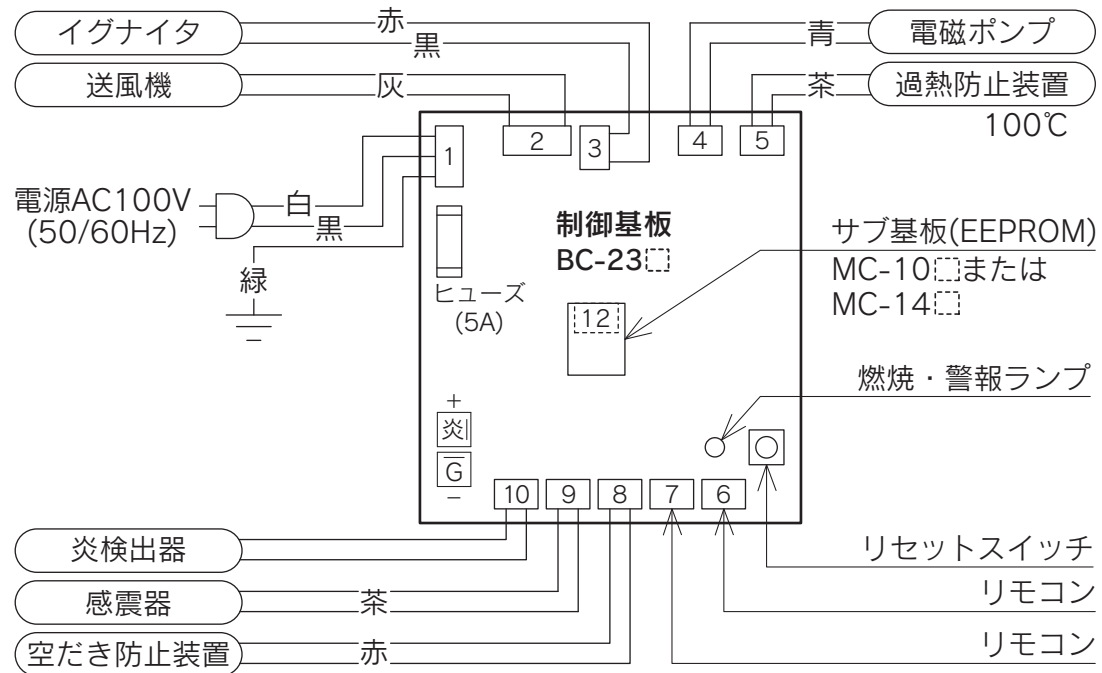 イグナイタ
赤
黒
送風機
灰
青
電磁ポンプ
茶
過熱防止装置
100℃
1
2
3
4
5
電源AC100V
(50/60Hz)
白
黒
緑
ヒューズ
(5A)
制御基板
BC-23
サブ基板(EEPROM)
MC-10または
MC-14
12
燃焼・警報ランプ
+
炎
G
−
10
9
8
7
6
炎検出器
感震器
茶
空だき防止装置
赤
リセットスイッチ
リモコン
リモコン